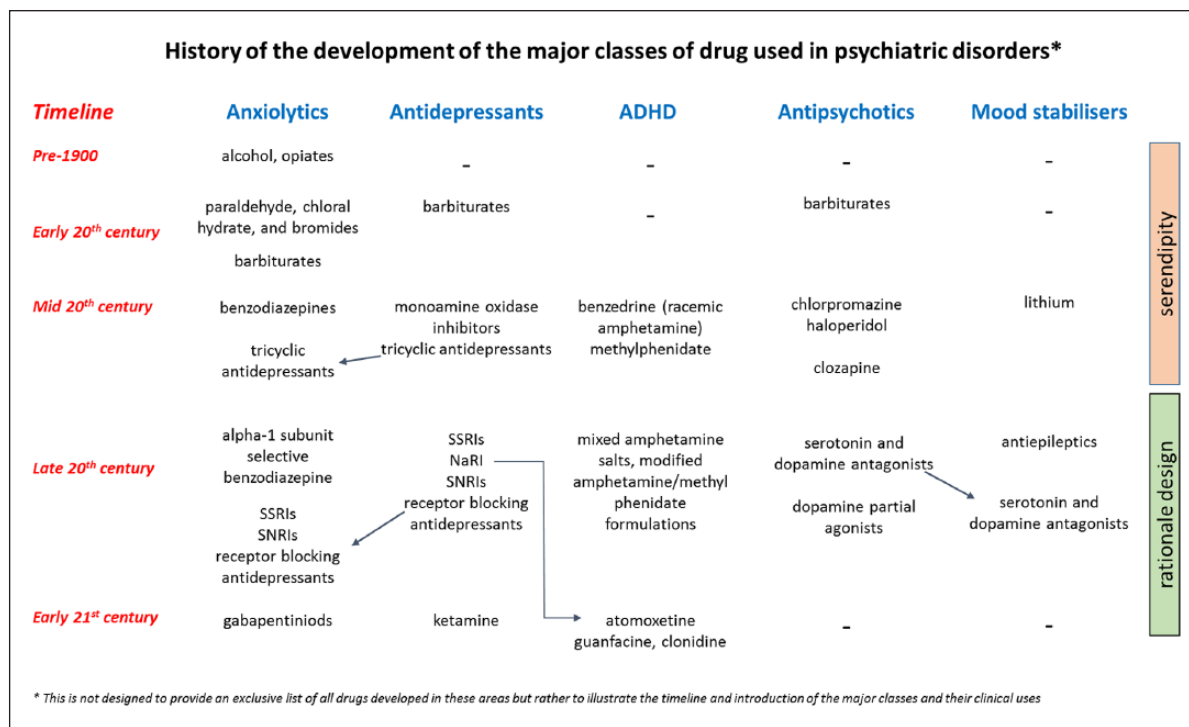 History of the development of the major classes of drug used in psychiatric disorders*
Timeline
Anxiolytics
Antidepressants
ADHD
Antipsychotics
Mood stabilisers
Pre-1900
alcohol, opiates
-
-
-
-
Early 20th century
paraldehyde, chloral
hydrate, and bromides
barbiturates
barbiturates
-
barbiturates
-
Mid 20th century
benzodiazepines
tricyclic
antidepressants
monoamine oxidase
inhibitors
tricyclic antidepressants
benzedrine (racemic
amphetamine)
methylphenidate
chlorpromazine
haloperidol
clozapine
lithium
serendipity
Late 20th century
alpha-1 subunit
selective
benzodiazepine
SSRIs
SNRIs
receptor blocking
antidepressants
SSRIs
NaRI
SNRIs
receptor blocking
antidepressants
mixed amphetamine
salts, modified
amphetamine/methyl
phenidate
formulations
serotonin and
dopamine antagonists
dopamine partial
agonists
antiepileptics
serotonin and
dopamine antagonists
Early 21st century
gabapentiniods
ketamine
atomoxetine
guanfacine, clonidine
-
-
rationale design
* This is not designed to provide an exclusive list of all drugs developed in these areas but rather to illustrate the timeline and introduction of the major classes and their clinical uses